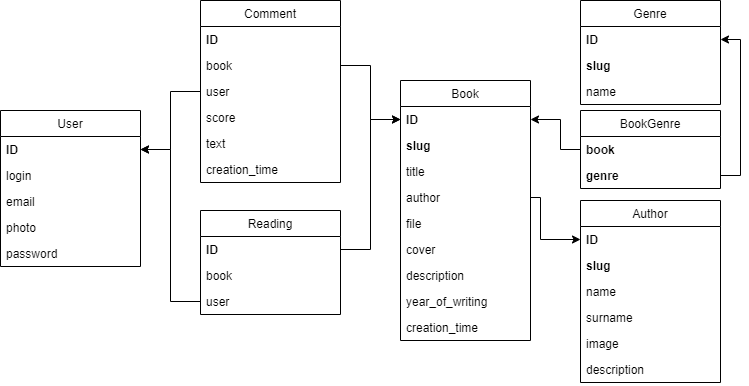 Comment
ID
book
user
score
text
creation_time
Genre
ID
slug
name
User
ID
login
email
photo
password
Book
ID
slug
title
author
file
cover
description
year_of_writing
creation_time
BookGenre
book
genre
Reading
ID
book
user
Author
ID
slug
name
surname
image
description